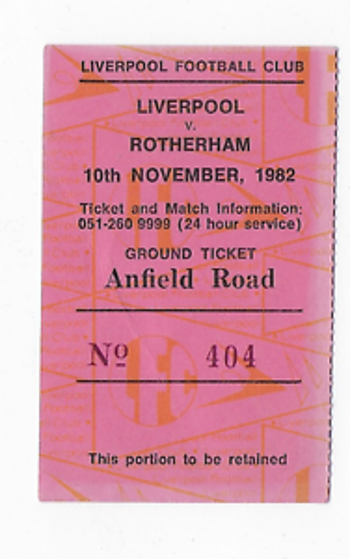 LIVERPOOL FOOTBALL CLUB
LIVERPOOL
v.
ROTHERHAM
10th NOVEMBER, 1982
Ticket and Match Information:
051-260 9999 (24 hour service)
GROUND TICKET
Anfield Road
Nº 404
This portion to be retained